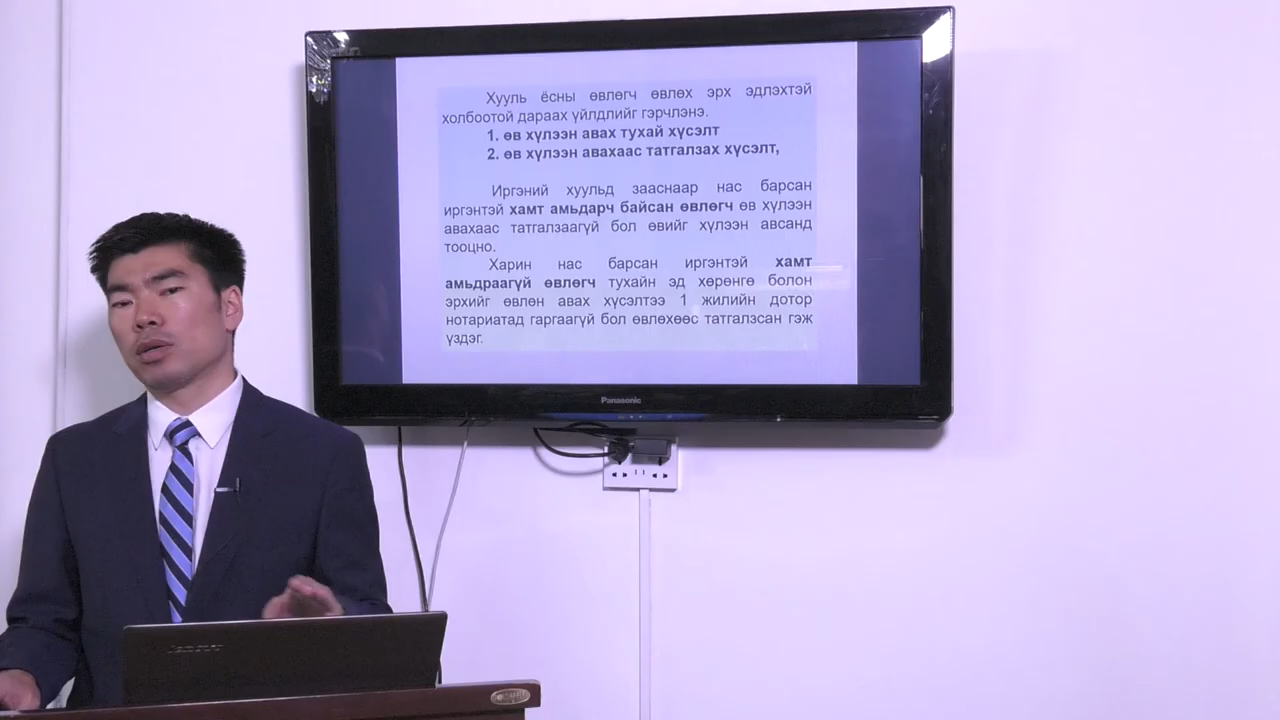 Хууль ёсны өвлөгч өвлөх эрх эдлэхтэй
холбоотой дараах үйлдлийг гэрчлэнэ.
1. өв хүлээн авах тухай хүсэлт
2. өв хүлээн авахаас татгалзах хүсэлт,
Иргэний хуульд зааснаар нас барсан
иргэнтэй хамт амьдарч байсан өвлөгч өв хүлээн
авахаас татгалзаагүй бол өвийг хүлээн авсанд
тооцно.
Харин нас барсан иргэнтэй хамт
амьдраагүй өвлөгч тухайн эд хөрөнгө болон
эрхийг өвлөн авах хүсэлтээ 1 жилийн дотор
нотариатад гаргаагүй бол өвлөхөөс татгалзсан гэж
үздэг.
Panasonic